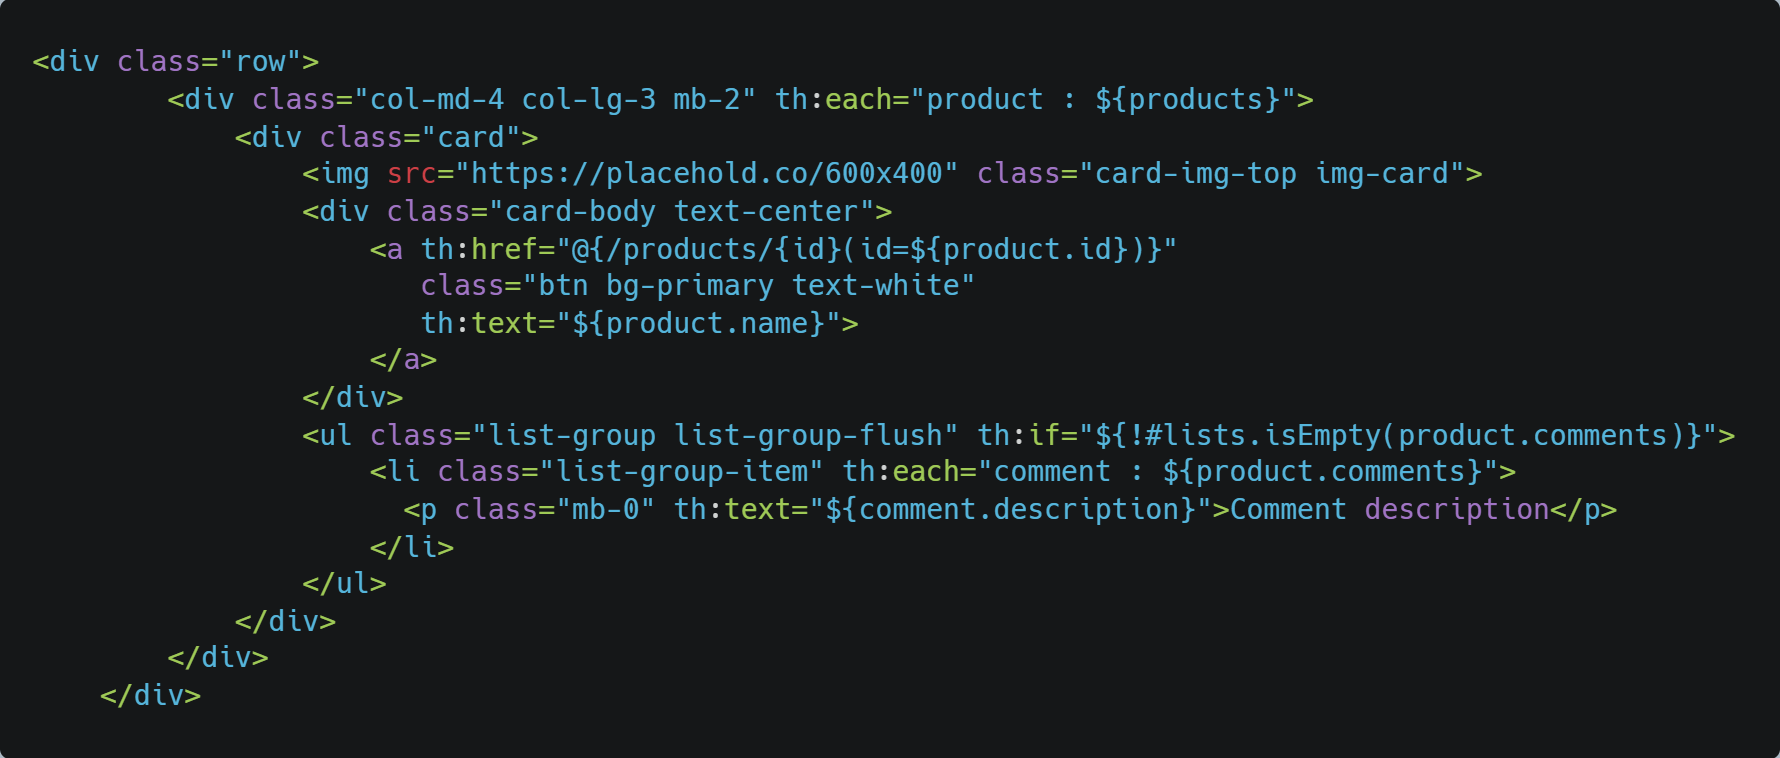 <div class="row">
        <div class="col-md-4 col-lg-3 mb-2" th:each="product : ${products}">
            <div class="card">
                <img src="https://placehold.co/600x400" class="card-img-top img-card">
                <div class="card-body text-center">
                    <a th:href="@{/products/{id}(id=${product.id})}"
                       class="btn bg-primary text-white"
                       th:text="${product.name}">
                    </a>
                </div>
                <ul class="list-group list-group-flush" th:if="${!#lists.isEmpty(product.comments)}">
                    <li class="list-group-item" th:each="comment : ${product.comments}">
                      <p class="mb-0" th:text="${comment.description}">Comment description</p>
                    </li>
                </ul>
            </div>
        </div>
    </div>